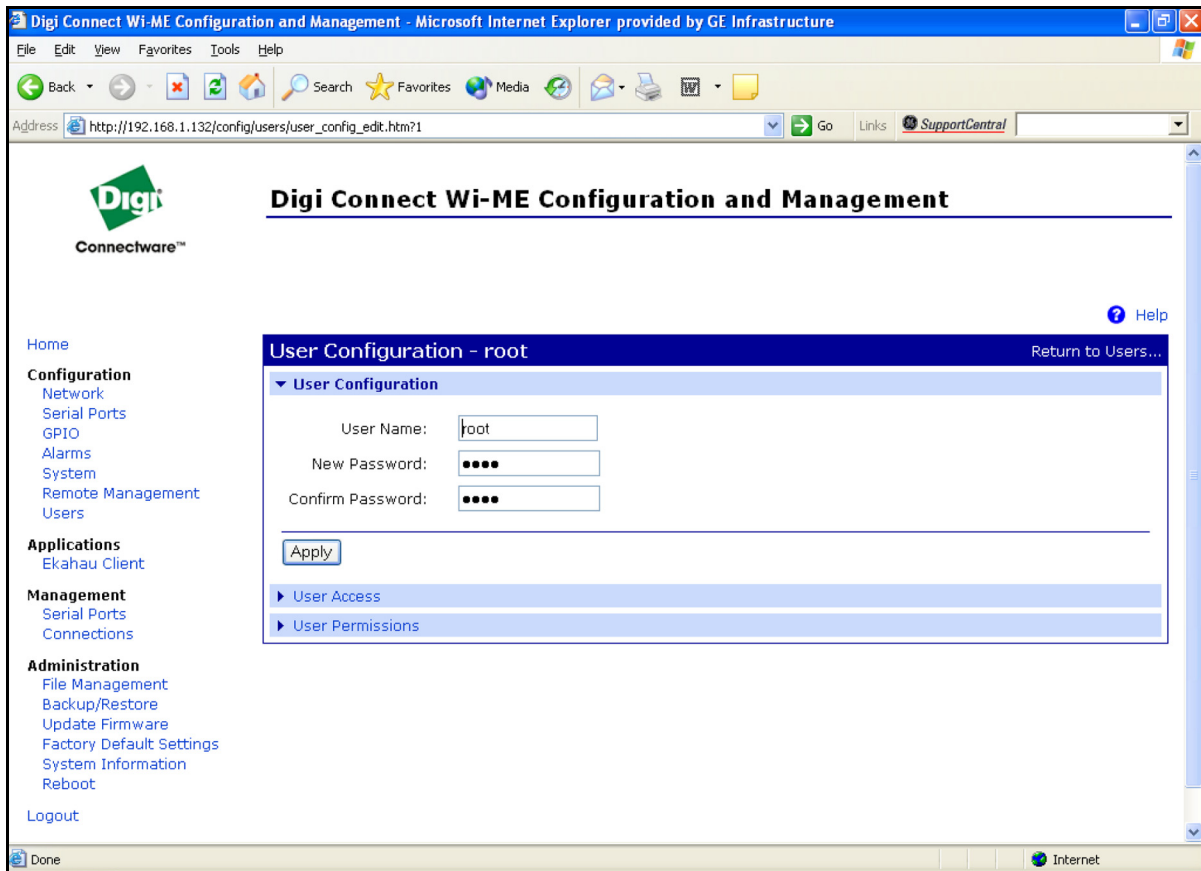 Digi Connect Wi-ME Configuration and Management - Microsoft Internet Explorer provided by GE Infrastructure
File Edit View Favorites Tools Help
Back Search Favorites Media
Address http://192.168.1.132/config/users/user_config_edit.htm?1 Go Links SupportCentral
Digi
Connectware™
Digi Connect Wi-ME Configuration and Management
? Help
Home
Configuration
Network
Serial Ports
GPIO
Alarms
System
Remote Management
Users
Applications
Ekahau Client
Management
Serial Ports
Connections
Administration
File Management
Backup/Restore
Update Firmware
Factory Default Settings
System Information
Reboot
Logout
User Configuration - root Return to Users...
User Configuration
User Name: root
New Password: ••••
Confirm Password: ••••
Apply
User Access
User Permissions
Done Internet